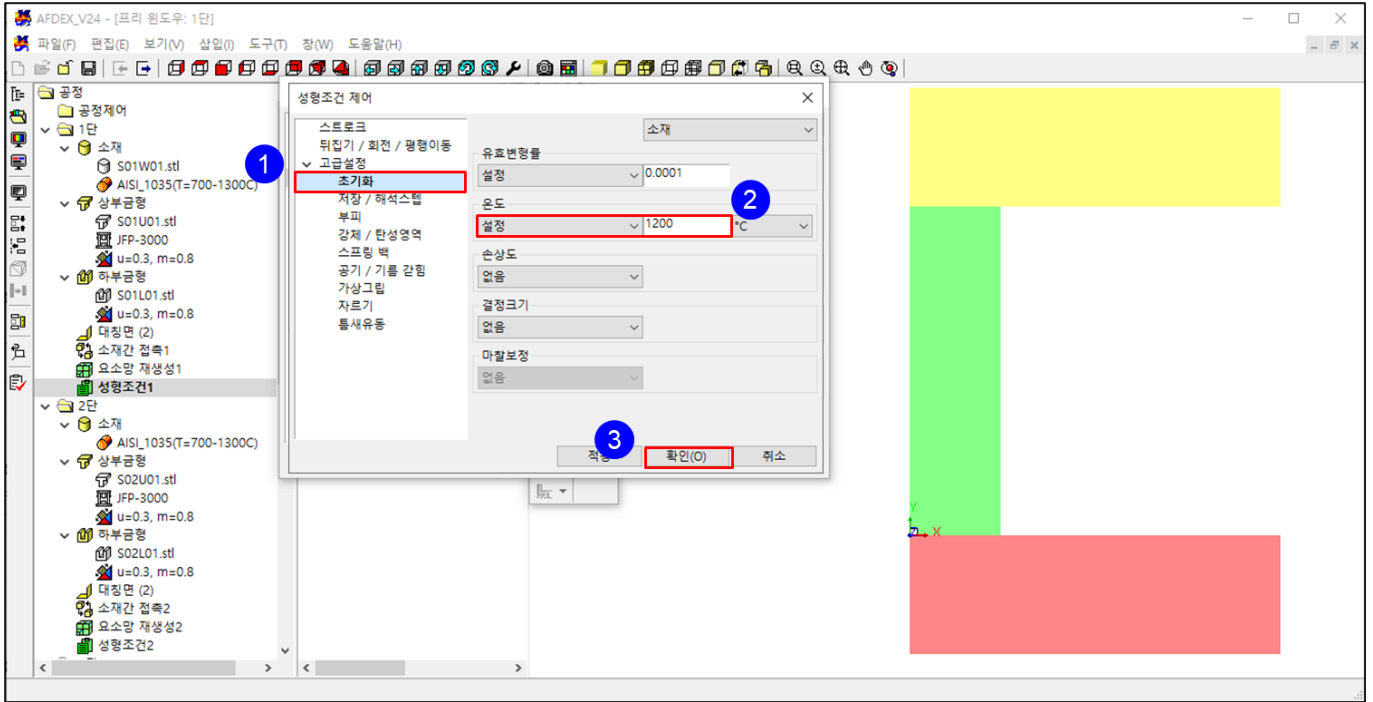 AFDEX_V24 - [프리 윈도우: 1단]
파일(F) 편집(E) 보기(V) 삽입(I) 도구(T) 창(W) 도움말(H)
공정
공정제어
1단
소재
S01W01.stl
AISI_1035(T=700-1300C)
상부금형
S01U01.stl
JFP-3000
u=0.3, m=0.8
하부금형
S01L01.stl
u=0.3, m=0.8
대칭면 (2)
소재간 접촉1
요소망 재생성1
성형조건1
2단
소재
AISI_1035(T=700-1300C)
상부금형
S02U01.stl
JFP-3000
u=0.3, m=0.8
하부금형
S02L01.stl
u=0.3, m=0.8
대칭면 (2)
소재간 접촉2
요소망 재생성2
성형조건2
성형조건 제어
스트로크
뒤집기 / 회전 / 평행이동
고급설정
1
초기화
저장 / 해석스텝
부피
강체 / 탄성영역
스프링 백
공기 / 기름 갇힘
가상그립
자르기
틈새유동
소재
유효변형률
설정 0.0001
2
온도
설정 1200 °C
손상도
없음
결정크기
없음
마찰보정
없음
3
확인(O) 취소
Y
Z X